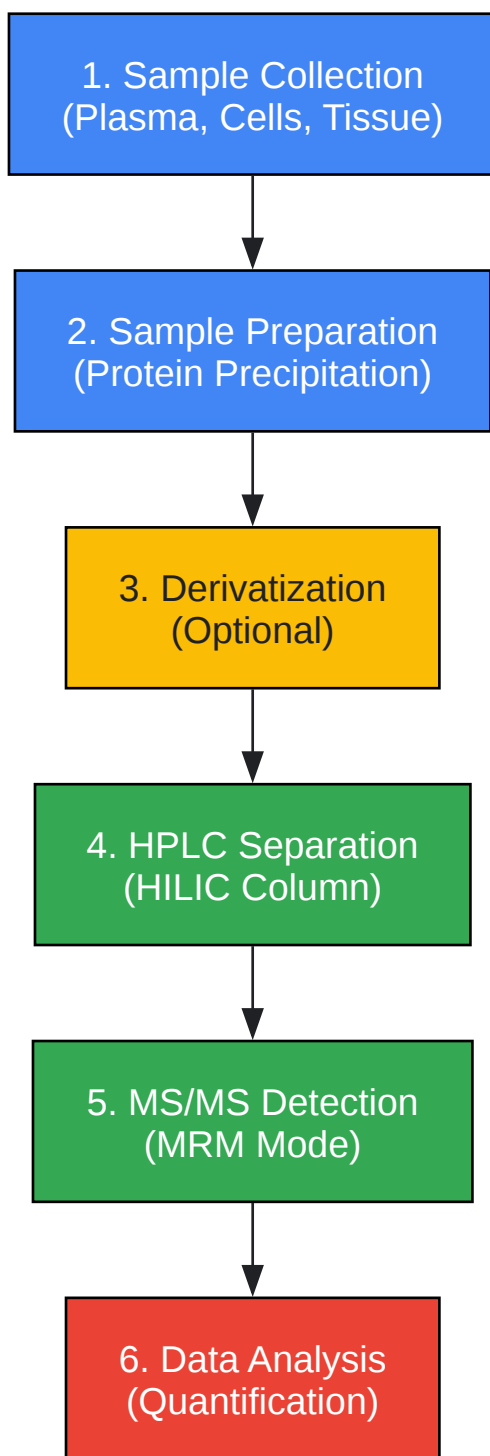 1. Sample Collection
(Plasma, Cells, Tissue)
2. Sample Preparation
(Protein Precipitation)
3. Derivatization
(Optional)
4. HPLC Separation
(HILIC Column)
5. MS/MS Detection
(MRM Mode)
6. Data Analysis
(Quantification)